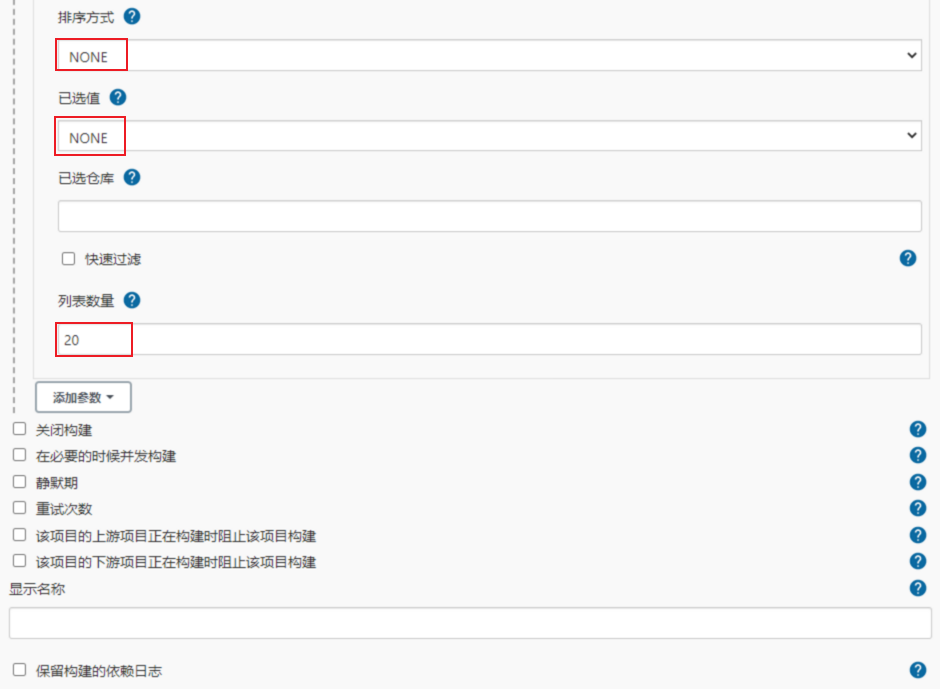 排序方式 ?
NONE
已选值 ?
NONE
已选仓库 ?
快速过滤 ?
列表数量 ?
20
添加参数
关闭构建 ?
在必要的时候并发构建 ?
静默期 ?
重试次数 ?
该项目的上游项目正在构建时阻止该项目构建 ?
该项目的下游项目正在构建时阻止该项目构建 ?
显示名称 ?
保留构建的依赖日志 ?